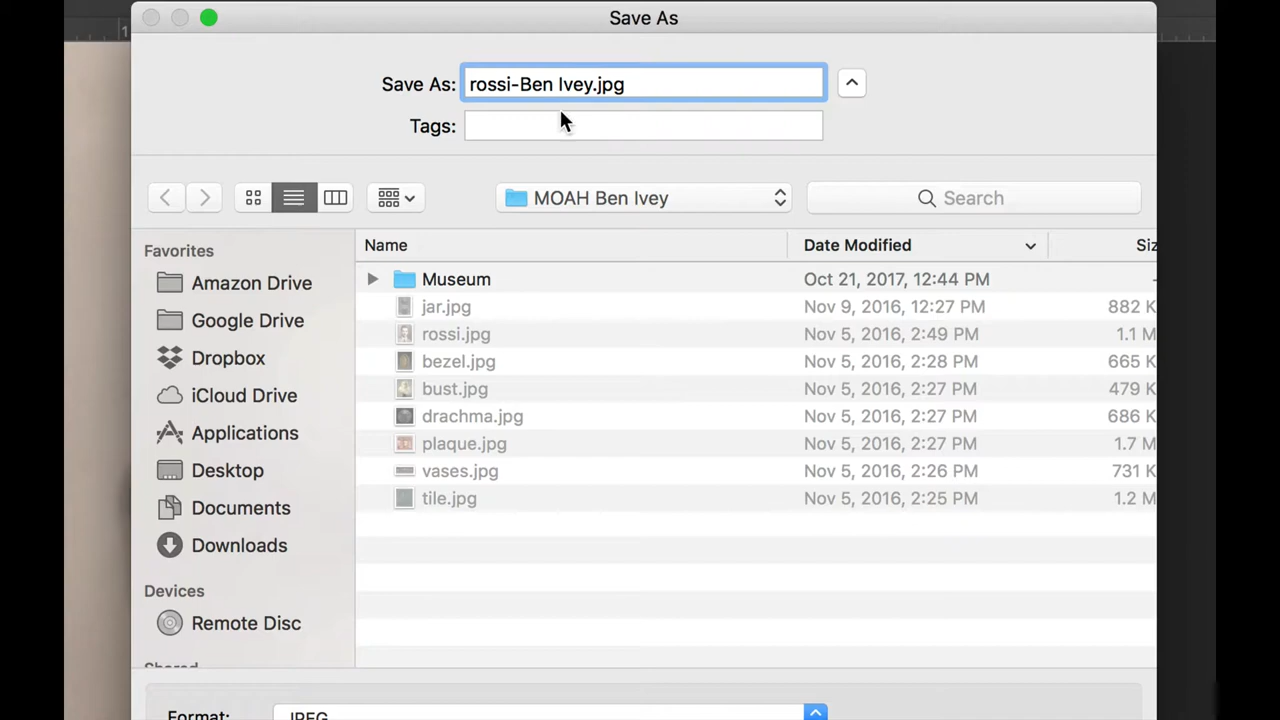 Save As
1
Save As: rossi-Ben Ivey.jpg
Tags:
MOAH Ben Ivey
Search
Favorites
Amazon Drive
Google Drive
Dropbox
iCloud Drive
Applications
Desktop
Documents
Downloads
Devices
Remote Disc
Shared
Name Date Modified Siz
Museum Oct 21, 2017, 12:44 PM -
jar.jpg Nov 9, 2016, 12:27 PM 882 K
rossi.jpg Nov 5, 2016, 2:49 PM 1.1 M
bezel.jpg Nov 5, 2016, 2:28 PM 665 K
bust.jpg Nov 5, 2016, 2:27 PM 479 K
drachma.jpg Nov 5, 2016, 2:27 PM 686 K
plaque.jpg Nov 5, 2016, 2:27 PM 1.7 M
vases.jpg Nov 5, 2016, 2:26 PM 731 K
tile.jpg Nov 5, 2016, 2:25 PM 1.2 M
Format: JPEG